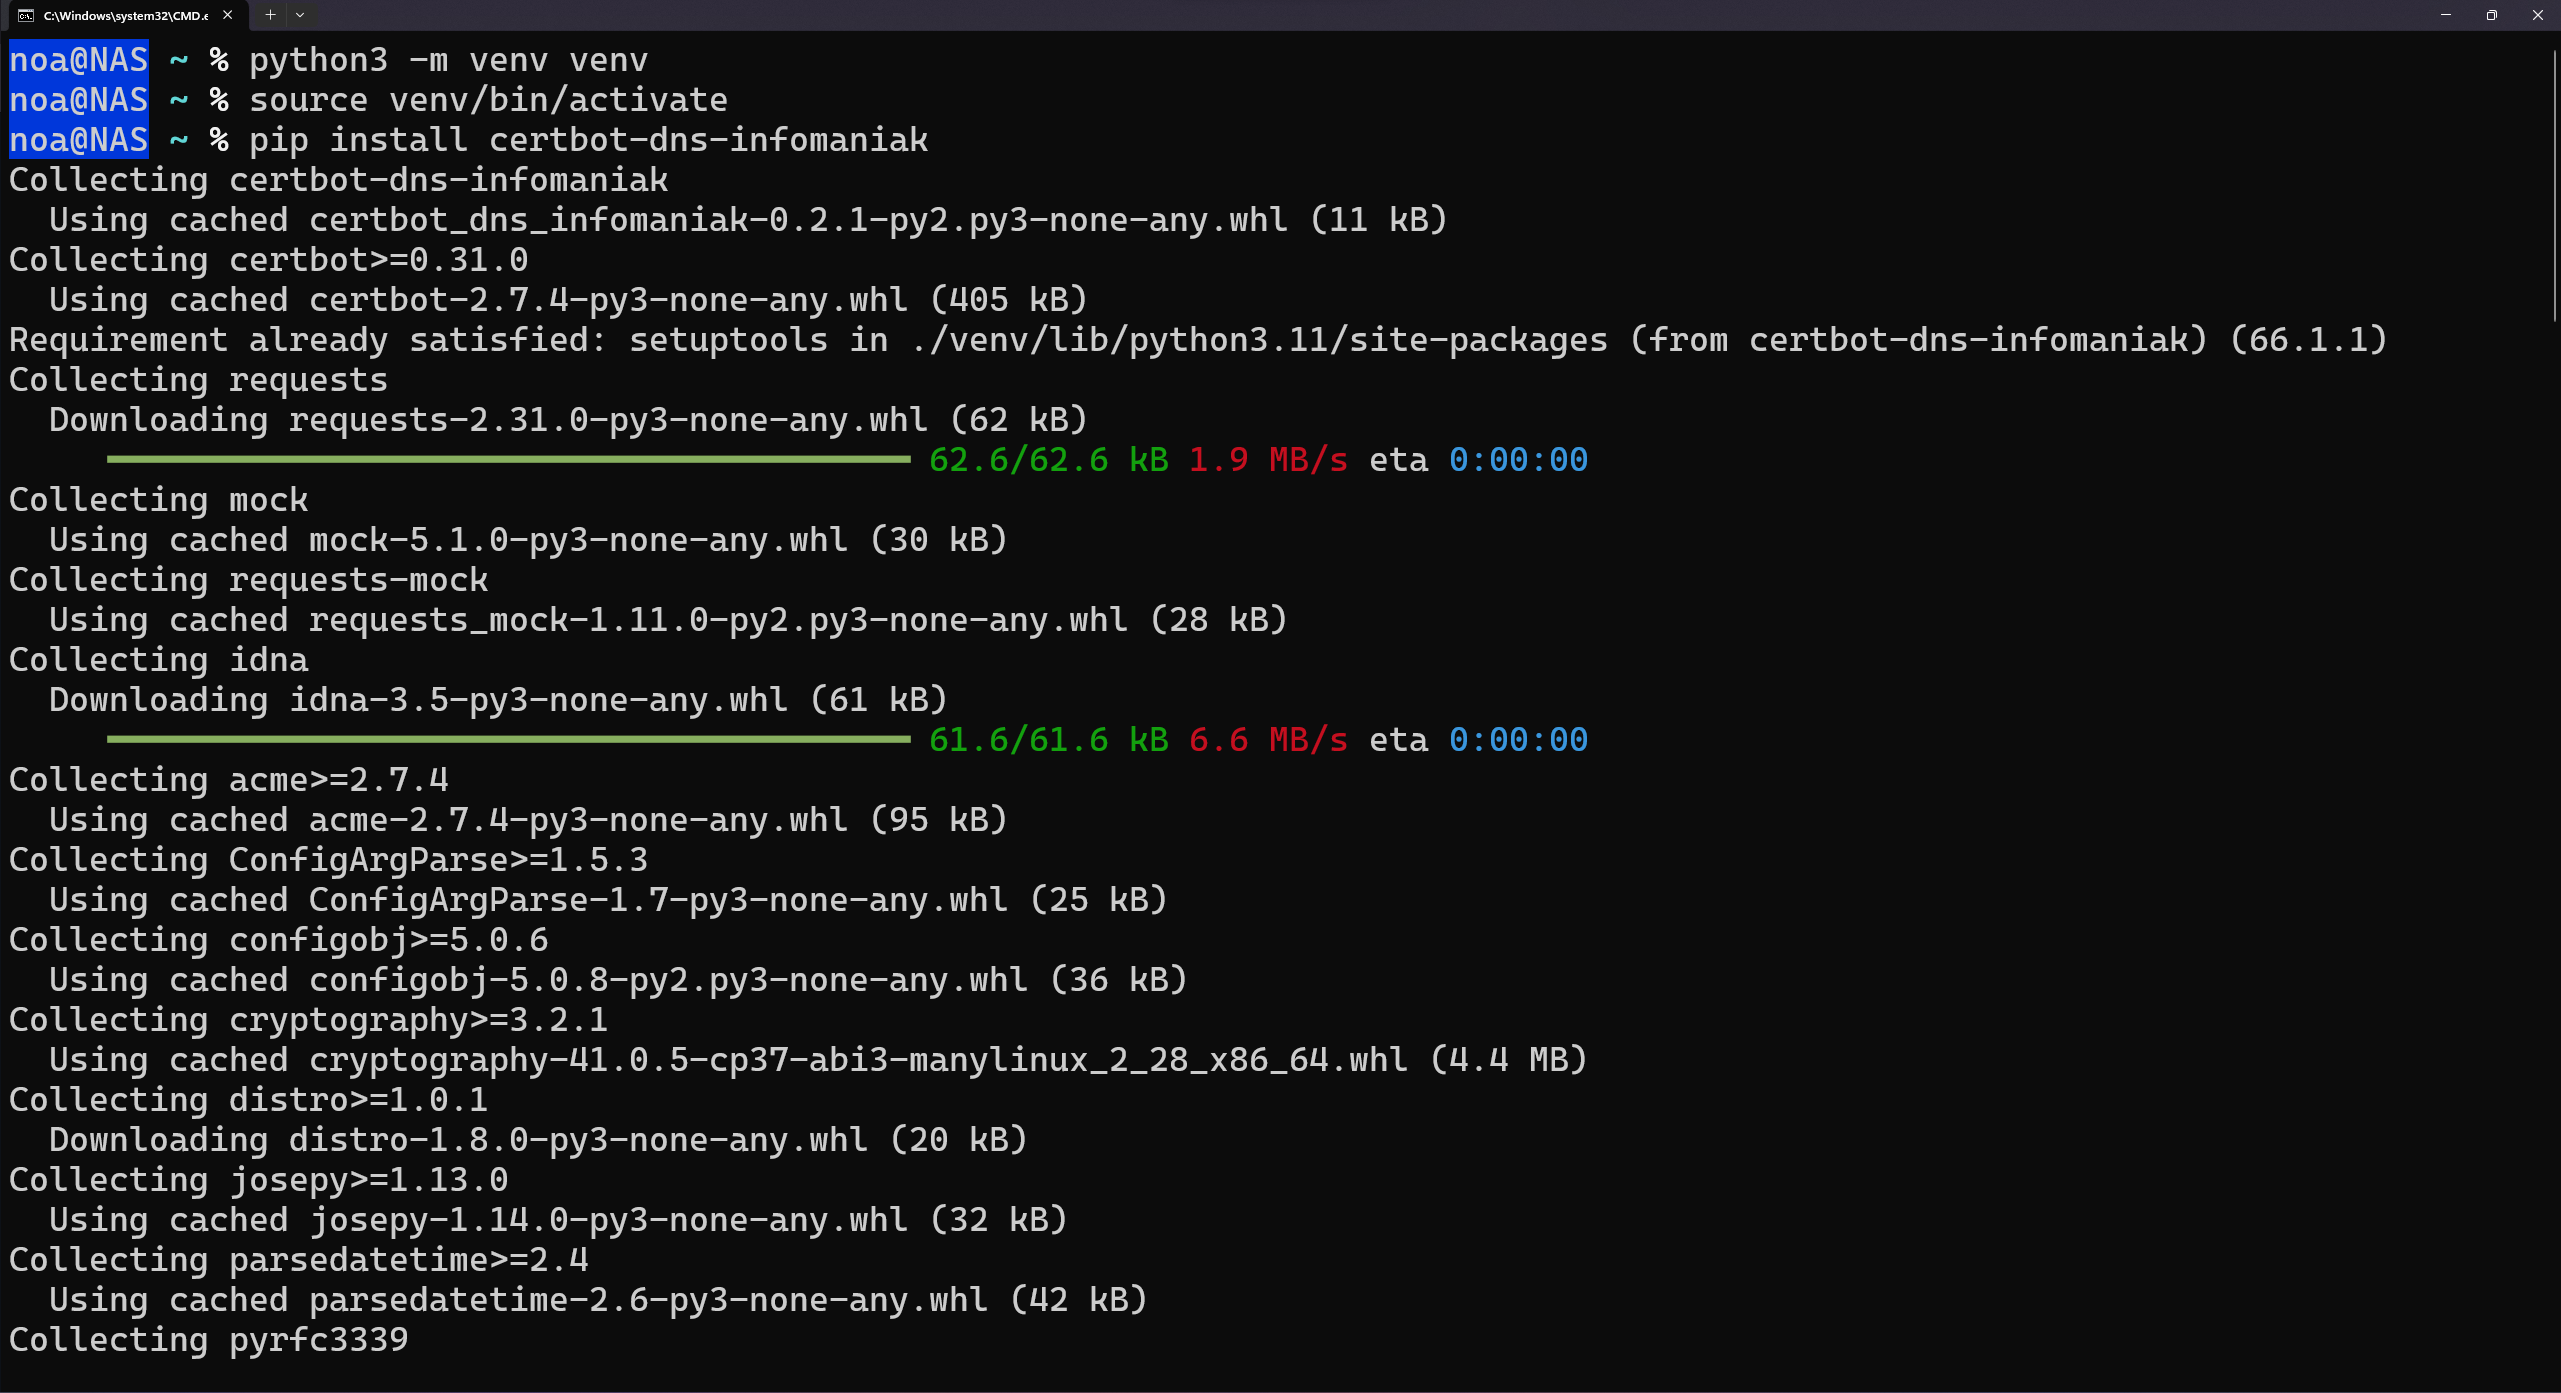 C:\Windows\system32\CMD.e
noa@NAS ~ % python3 -m venv venv
noa@NAS ~ % source venv/bin/activate
noa@NAS ~ % pip install certbot-dns-infomaniak
Collecting certbot-dns-infomaniak
  Using cached certbot_dns_infomaniak-0.2.1-py2.py3-none-any.whl (11 kB)
Collecting certbot>=0.31.0
  Using cached certbot-2.7.4-py3-none-any.whl (405 kB)
Requirement already satisfied: setuptools in ./venv/lib/python3.11/site-packages (from certbot-dns-infomaniak) (66.1.1)
Collecting requests
  Downloading requests-2.31.0-py3-none-any.whl (62 kB)
62.6/62.6 kB 1.9 MB/s eta 0:00:00
Collecting mock
  Using cached mock-5.1.0-py3-none-any.whl (30 kB)
Collecting requests-mock
  Using cached requests_mock-1.11.0-py2.py3-none-any.whl (28 kB)
Collecting idna
  Downloading idna-3.5-py3-none-any.whl (61 kB)
61.6/61.6 kB 6.6 MB/s eta 0:00:00
Collecting acme>=2.7.4
  Using cached acme-2.7.4-py3-none-any.whl (95 kB)
Collecting ConfigArgParse>=1.5.3
  Using cached ConfigArgParse-1.7-py3-none-any.whl (25 kB)
Collecting configobj>=5.0.6
  Using cached configobj-5.0.8-py2.py3-none-any.whl (36 kB)
Collecting cryptography>=3.2.1
  Using cached cryptography-41.0.5-cp37-abi3-manylinux_2_28_x86_64.whl (4.4 MB)
Collecting distro>=1.0.1
  Downloading distro-1.8.0-py3-none-any.whl (20 kB)
Collecting josepy>=1.13.0
  Using cached josepy-1.14.0-py3-none-any.whl (32 kB)
Collecting parsedatetime>=2.4
  Using cached parsedatetime-2.6-py3-none-any.whl (42 kB)
Collecting pyrfc3339